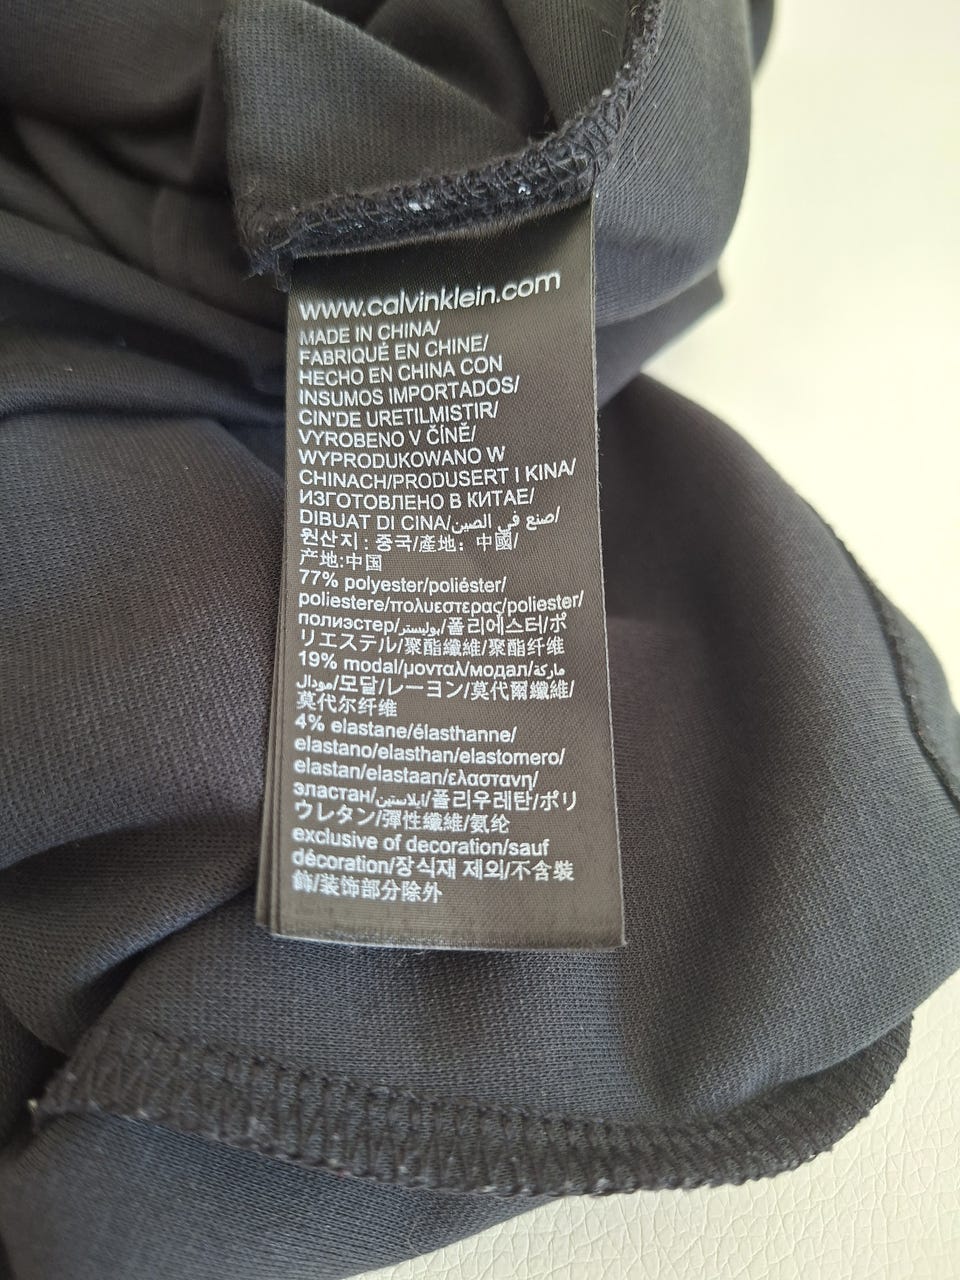 www.calvinklein.com
MADE IN CHINA/
FABRIQUÉ EN CHINE/
HECHO EN CHINA CON
INSUMOS IMPORTADOS/
CIN'DE URETILMISTIR/
VYROBENO V ČÍNĚ/
WYPRODUKOWANO W
CHINACH/PRODUSERT I KINA/
ИЗГОТОВЛЕНО В КИТАЕ/
DIBUAT DI CINA/صنع في الصين/
원산지 : 중국/產地：中國/
产地:中国
77% polyester/poliéster/
poliestere/πολυεστερας/poliester/
полиэстер/بوليستر/폴리에스터/ポ
リエステル/聚酯纖維/聚酯纤维
19% modal/μονταλ/модал/ماركة
مودال/모달/レーヨン/莫代爾纖維/
莫代尔纤维
4% elastane/élasthanne/
elastano/elasthan/elastomero/
elastan/elastaan/ελαστανη/
эластан/ايلاستين/폴리우레탄/ポリ
ウレタン/彈性纖維/氨纶
exclusive of decoration/sauf
décoration/장식재 제외/不含裝
飾/装饰部分除外